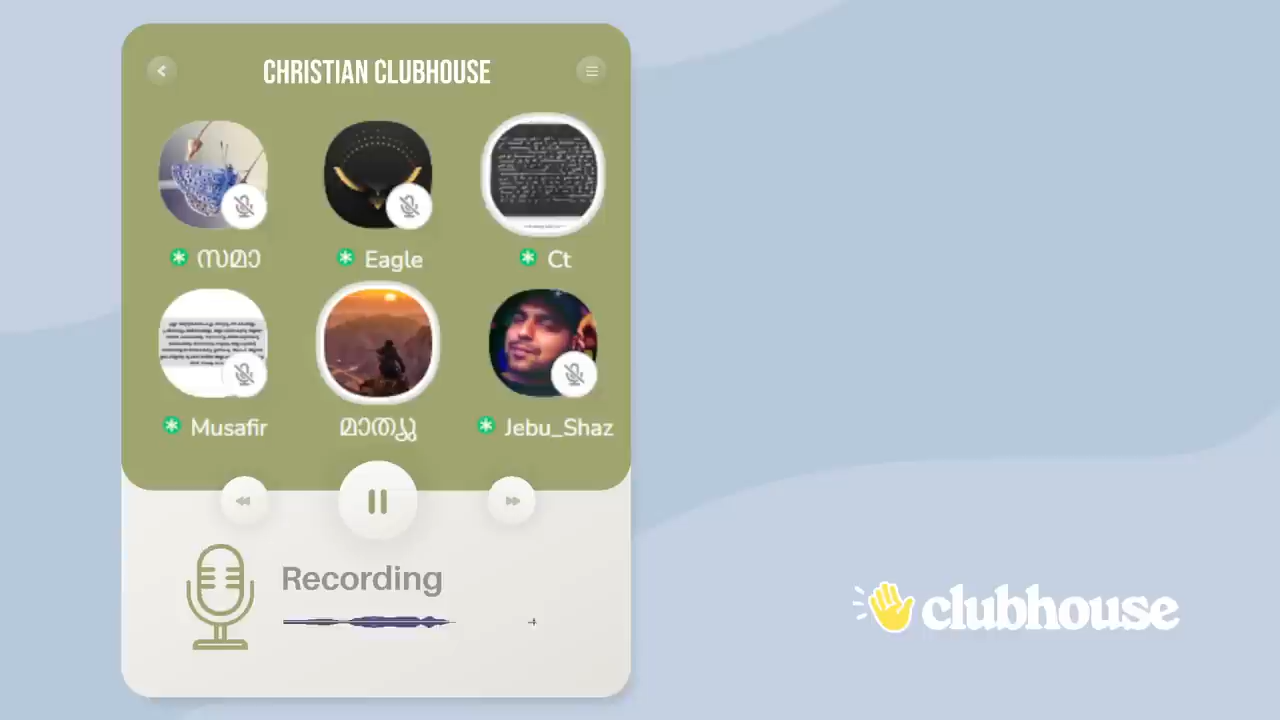 CHRISTIAN CLUBHOUSE
സമാ
Eagle
Ct
Musafir
മാത്യു
Jebu_Shaz
Recording
clubhouse